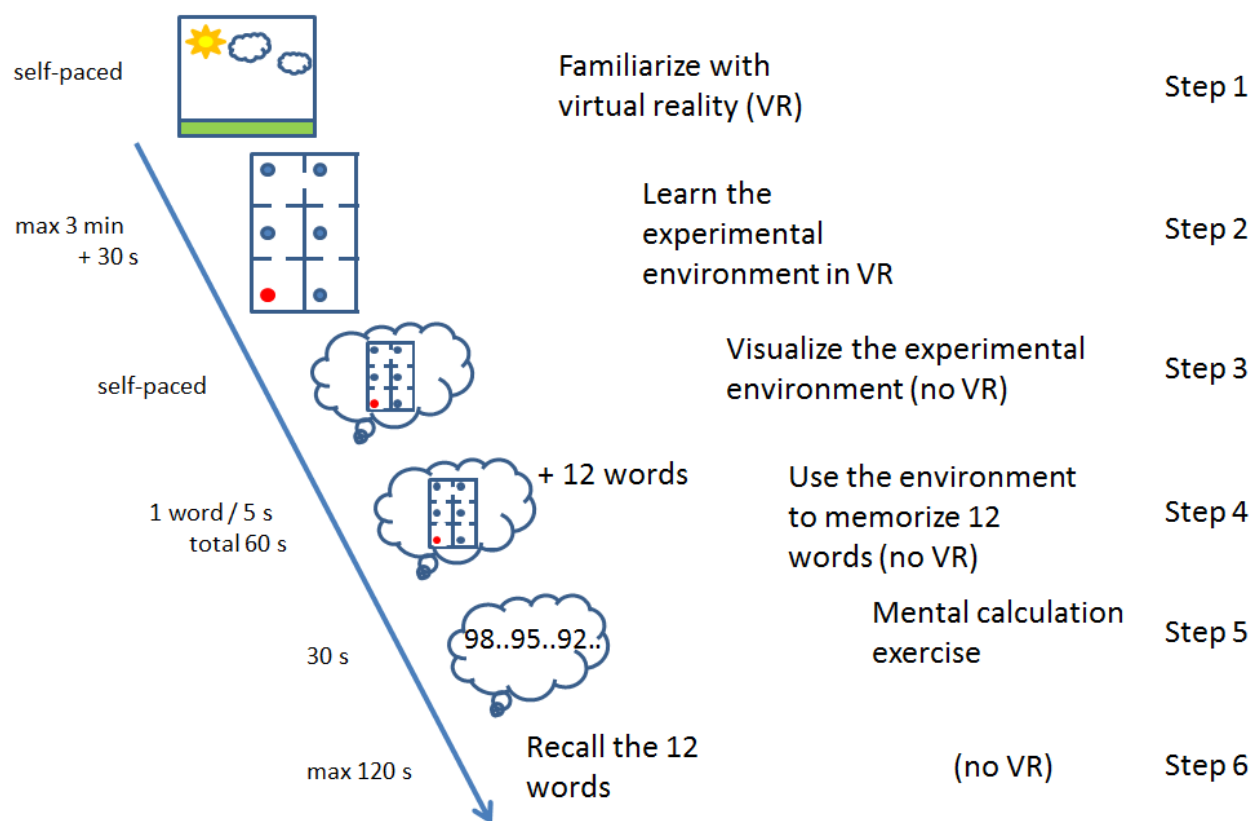 self-paced
Familiarize with
virtual reality (VR)
Step 1
max 3 min
+ 30 s
Learn the
experimental
environment in VR
Step 2
self-paced
Visualize the experimental
environment (no VR)
Step 3
1 word / 5 s
total 60 s
+ 12 words
Use the environment
to memorize 12
words (no VR)
Step 4
30 s
98..95..92..
Mental calculation
exercise
Step 5
max 120 s
Recall the 12
words
(no VR)
Step 6